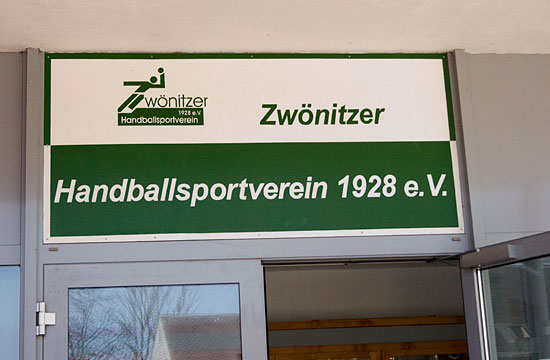 Zwönitzer
1928 e.V.
Handballsportverein
Zwönitzer
Handballsportverein 1928 e.V.